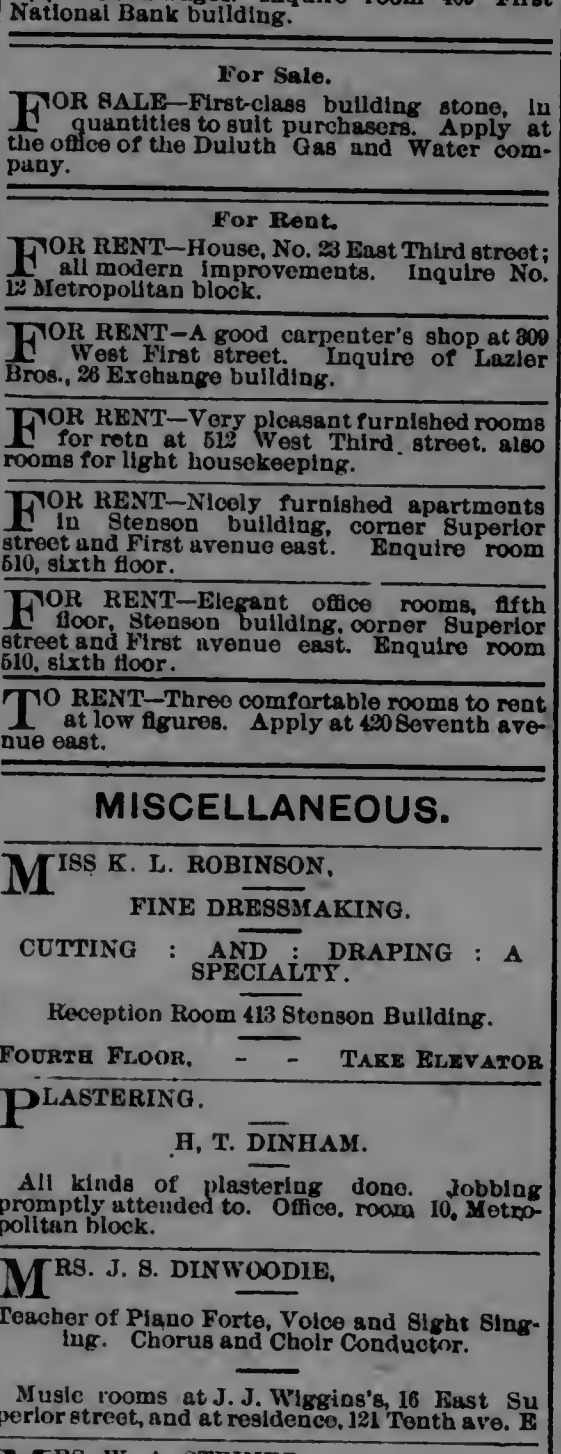 National Bank building.
For Sale.
FOR SALE—First-class building stone, in
quantities to suit purchasers. Apply at
the office of the Duluth Gas and Water com-
pany.
For Rent.
FOR RENT—House, No. 23 East Third street;
all modern improvements. Inquire No.
12 Metropolitan block.
FOR RENT—A good carpenter's shop at 309
West First street. Inquire of Lazier
Bros., 26 Exchange building.
FOR RENT—Very pleasant furnished rooms
for retn at 512 West Third street. also
rooms for light housekeeping.
FOR RENT—Nicely furnished apartments
in Stenson building, corner Superior
street and First avenue east. Enquire room
510, sixth floor.
FOR RENT—Elegant office rooms, fifth
floor, Stenson building, corner Superior
street and First avenue east. Enquire room
510, sixth floor.
TO RENT—Three comfortable rooms to rent
at low figures. Apply at 420 Seventh ave-
nue east.
MISCELLANEOUS.
MISS K. L. ROBINSON,
FINE DRESSMAKING.
CUTTING : AND : DRAPING : A
SPECIALTY.
Reception Room 413 Stenson Building.
FOURTH FLOOR, - - TAKE ELEVATOR
PLASTERING.
H. T. DINHAM.
All kinds of plastering done. Jobbing
promptly attended to. Office, room 10, Metro-
politan block.
MRS. J. S. DINWOODIE,
Teacher of Piano Forte, Voice and Sight Sing-
ing. Chorus and Choir Conductor.
Music rooms at J. J. Wiggins's, 16 East Su
perior street, and at residence, 121 Tenth ave. E